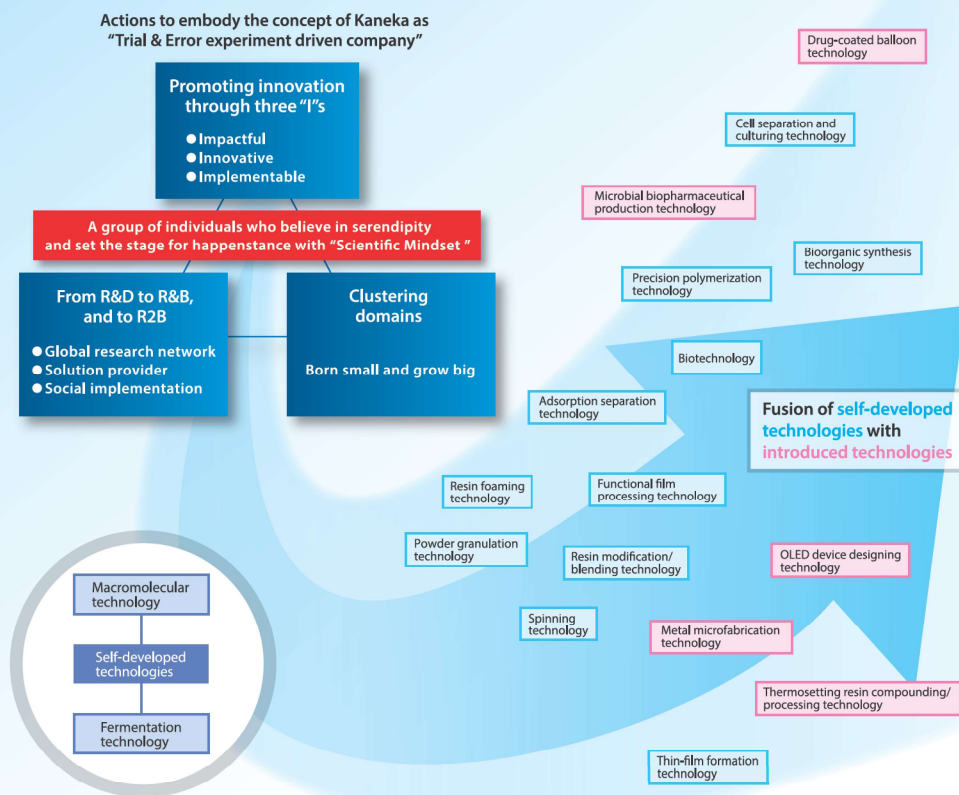 Actions to embody the concept of Kaneka as
“Trial & Error experiment driven company”
Promoting innovation
through three “I”s
● Impactful
● Innovative
● Implementable
A group of individuals who believe in serendipity
and set the stage for happenstance with “Scientific Mindset ”
From R&D to R&B,
and to R2B
● Global research network
● Solution provider
● Social implementation
Clustering
domains
Born small and grow big
Drug-coated balloon
technology
Cell separation and
culturing technology
Microbial biopharmaceutical
production technology
Bioorganic synthesis
technology
Precision polymerization
technology
Biotechnology
Adsorption separation
technology
Fusion of self-developed
technologies with
introduced technologies
Resin foaming
technology
Functional film
processing technology
Powder granulation
technology
Resin modification/
blending technology
OLED device designing
technology
Spinning
technology
Metal microfabrication
technology
Thermosetting resin compounding/
processing technology
Thin-film formation
technology
Macromolecular
technology
Self-developed
technologies
Fermentation
technology